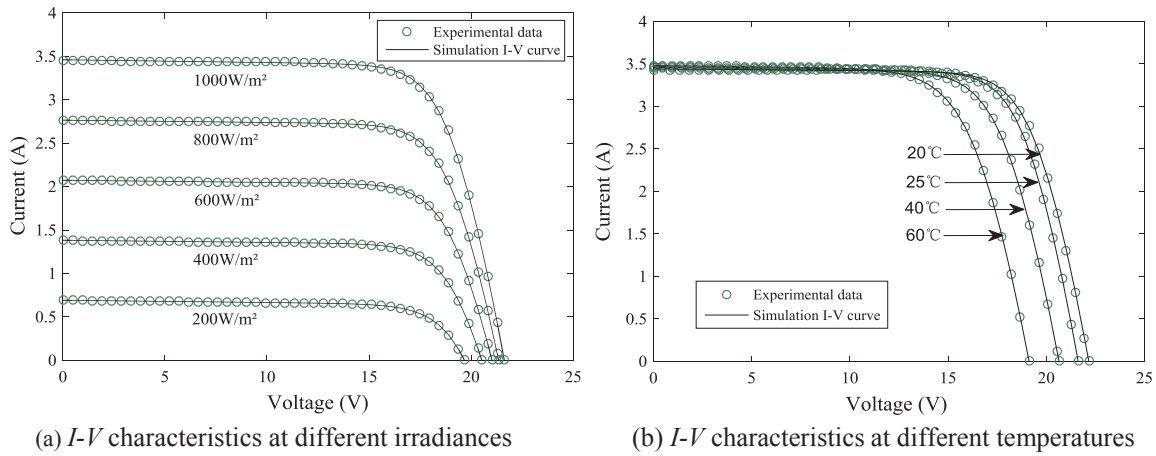 4
3.5
3
2.5
2
1.5
1
0.5
0
0 5 10 15 20 25
Current (A)
Voltage (V)
Experimental data
Simulation I-V curve
1000W/m²
800W/m²
600W/m²
400W/m²
200W/m²
(a) I-V characteristics at different irradiances
4
3.5
3
2.5
2
1.5
1
0.5
0
0 5 10 15 20 25
Current (A)
Voltage (V)
20℃
25℃
40℃
60℃
Experimental data
Simulation I-V curve
(b) I-V characteristics at different temperatures